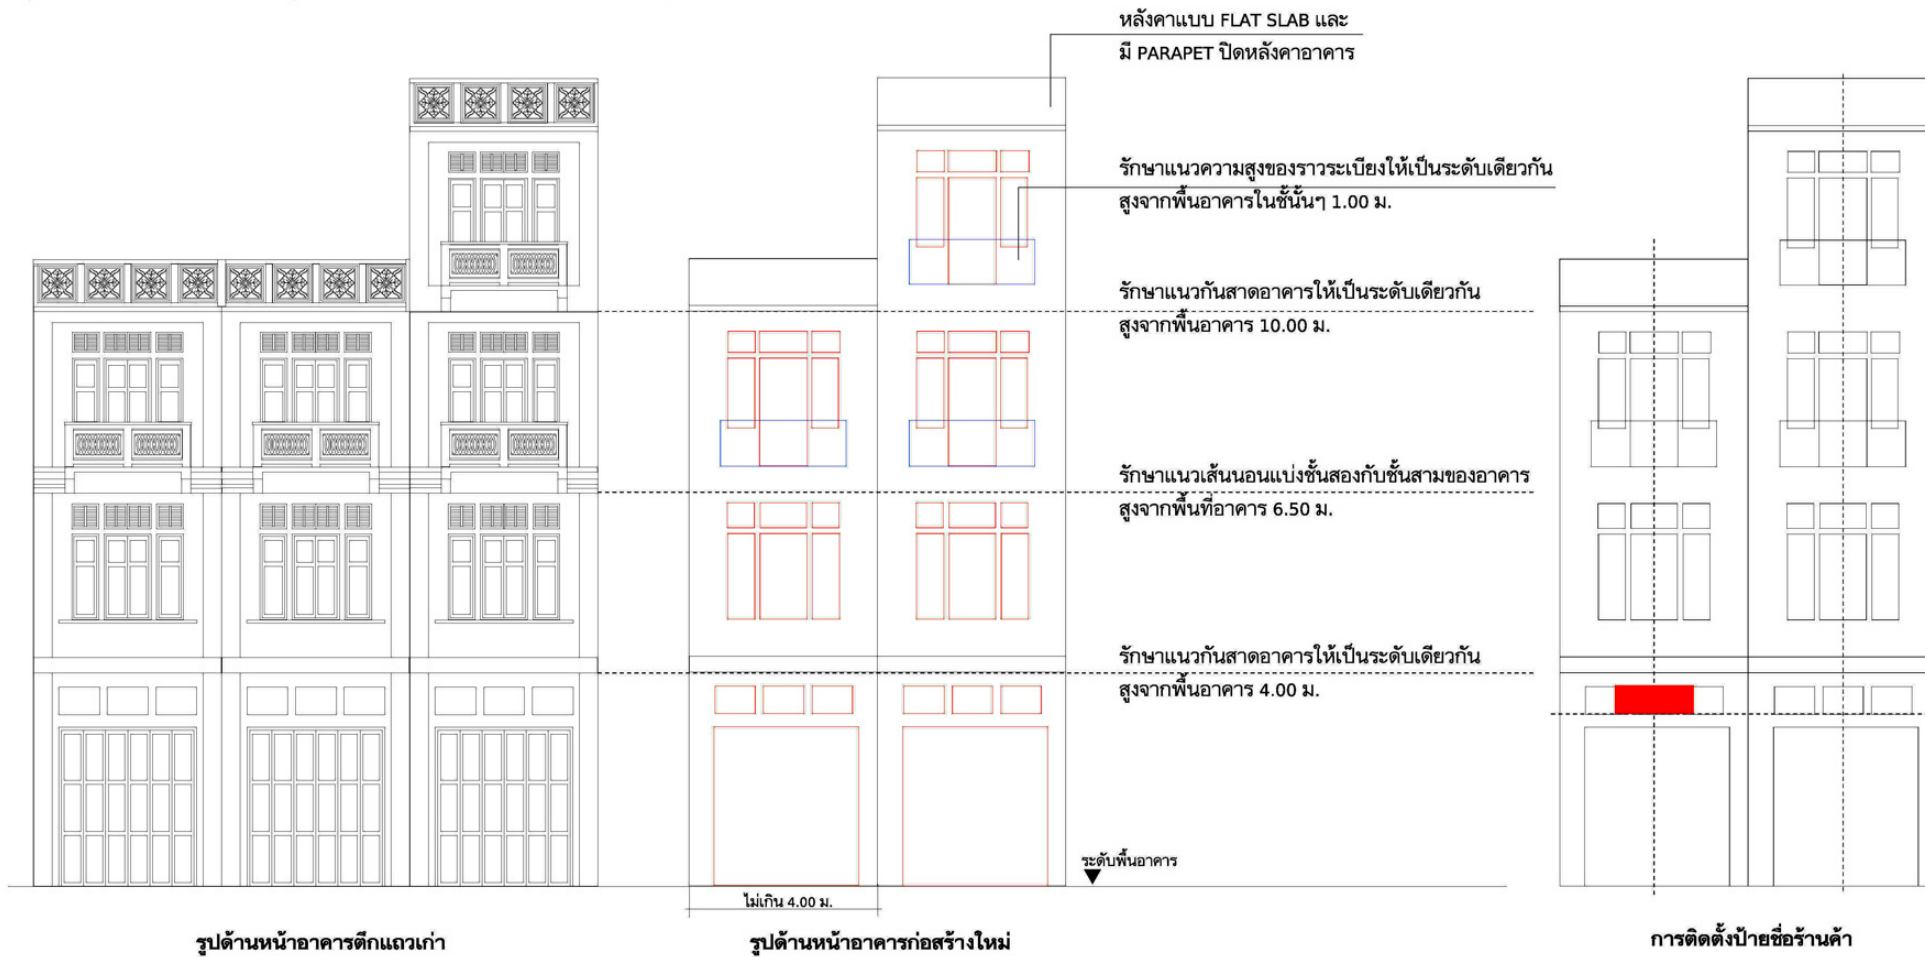 หลังคาแบบ FLAT SLAB และ
มี PARAPET ปิดหลังคาอาคาร
รักษาแนวความสูงของราวระเบียงให้เป็นระดับเดียวกัน
สูงจากพื้นอาคารในชั้นั้นๆ 1.00 ม.
รักษาแนวกันสาดอาคารให้เป็นระดับเดียวกัน
สูงจากพื้นอาคาร 10.00 ม.
รักษาแนวเส้นนอนแบ่งชั้นสองกับชั้นสามของอาคาร
สูงจากพื้นที่อาคาร 6.50 ม.
รักษาแนวกันสาดอาคารให้เป็นระดับเดียวกัน
สูงจากพื้นอาคาร 4.00 ม.
ระดับพื้นอาคาร
ไม่เกิน 4.00 ม.
รูปด้านหน้าอาคารตึกแถวเก่า
รูปด้านหน้าอาคารก่อสร้างใหม่
การติดตั้งป้ายชื่อร้านค้า